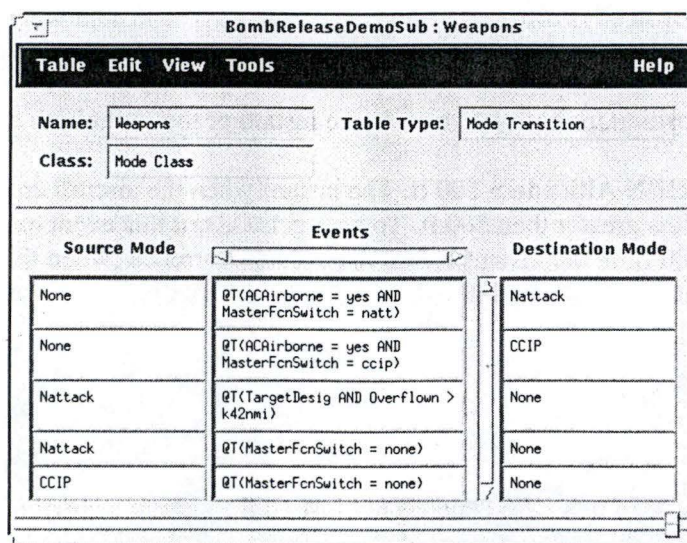 BombReleaseDemoSub : Weapons
Table Edit View Tools Help
Name: Weapons Table Type: Mode Transition
Class: Mode Class
Source Mode Events Destination Mode
None @T(ACAirborne = yes AND MasterFcnSwitch = natt) Nattack
None @T(ACAirborne = yes AND MasterFcnSwitch = ccip) CCIP
Nattack @T(TargetDesig AND Overflown > k42nmi) None
Nattack @T(MasterFcnSwitch = none) None
CCIP @T(MasterFcnSwitch = none) None